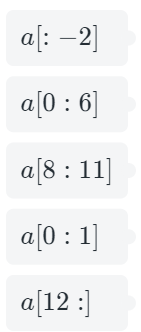 a[: −2]
a[0 : 6]
a[8 : 11]
a[0 : 1]
a[12 :]